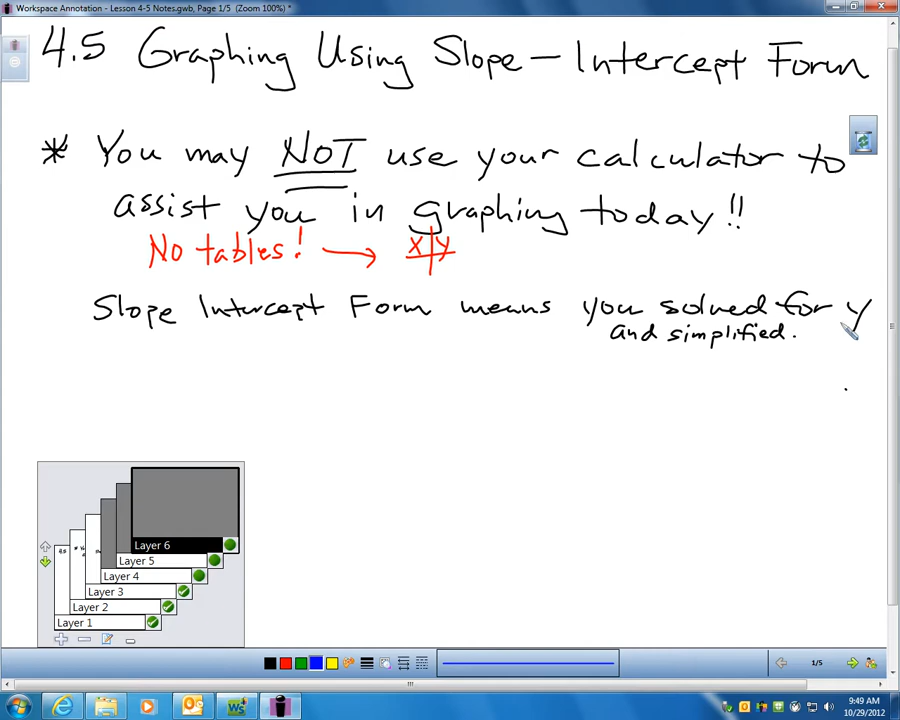 Workspace Annotation - Lesson 4-5 Notes.gwb, Page 1/5 (Zoom 100%) *
4.5 Graphing Using Slope-Intercept Form
* You may NOT use your calculator to
assist you in graphing today!!
No tables! → X Y
Slope Intercept Form means you solved for y
and simplified.
Layer 6
Layer 5
Layer 4
Layer 3
Layer 2
Layer 1
1/5
9:49 AM
10/29/2012